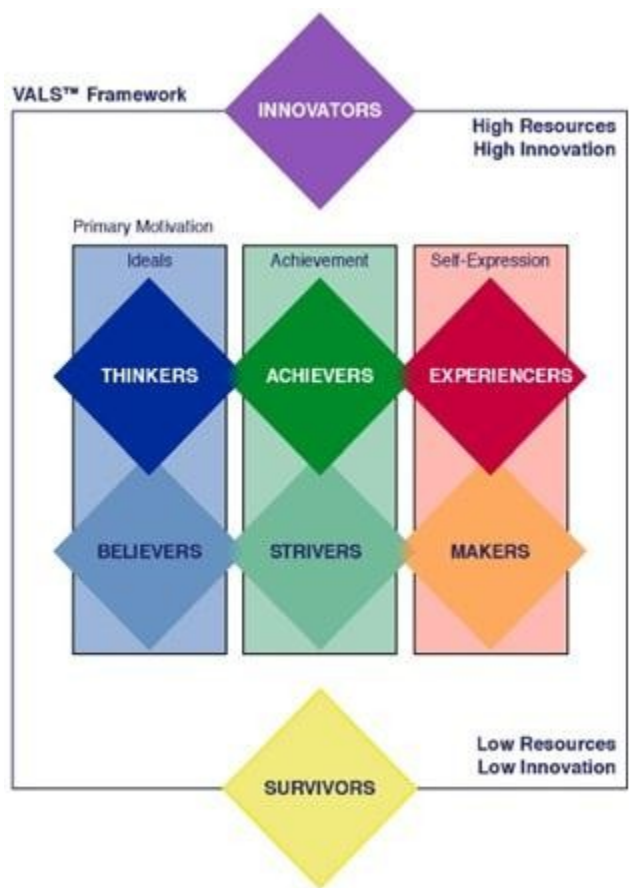 VALS™ Framework
INNOVATORS
High Resources
High Innovation
Primary Motivation
Ideals
Achievement
Self-Expression
THINKERS
ACHIEVERS
EXPERIENCERS
BELIEVERS
STRIVERS
MAKERS
Low Resources
Low Innovation
SURVIVORS